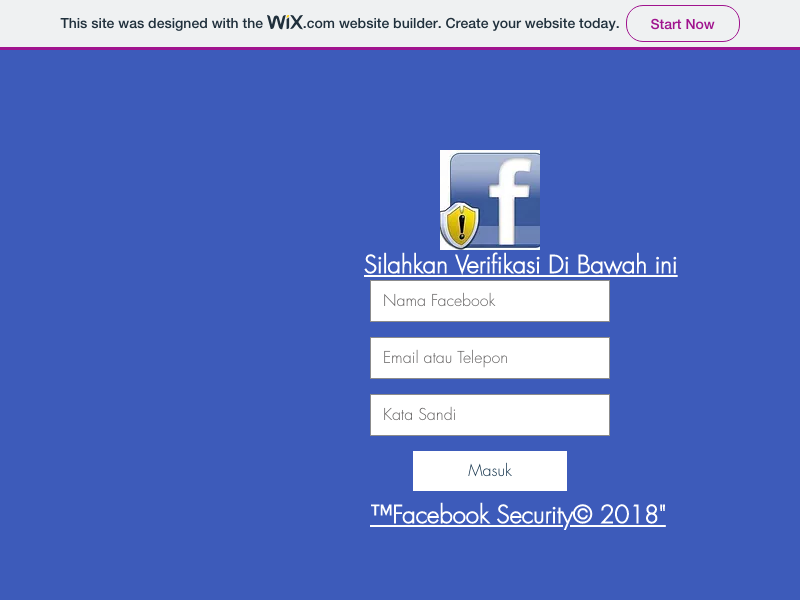 This site was designed with the WiX.com website builder. Create your website today. Start Now
f
Silahkan Verifikasi Di Bawah ini
Nama Facebook
Email atau Telepon
Kata Sandi
Masuk
™Facebook Security© 2018"